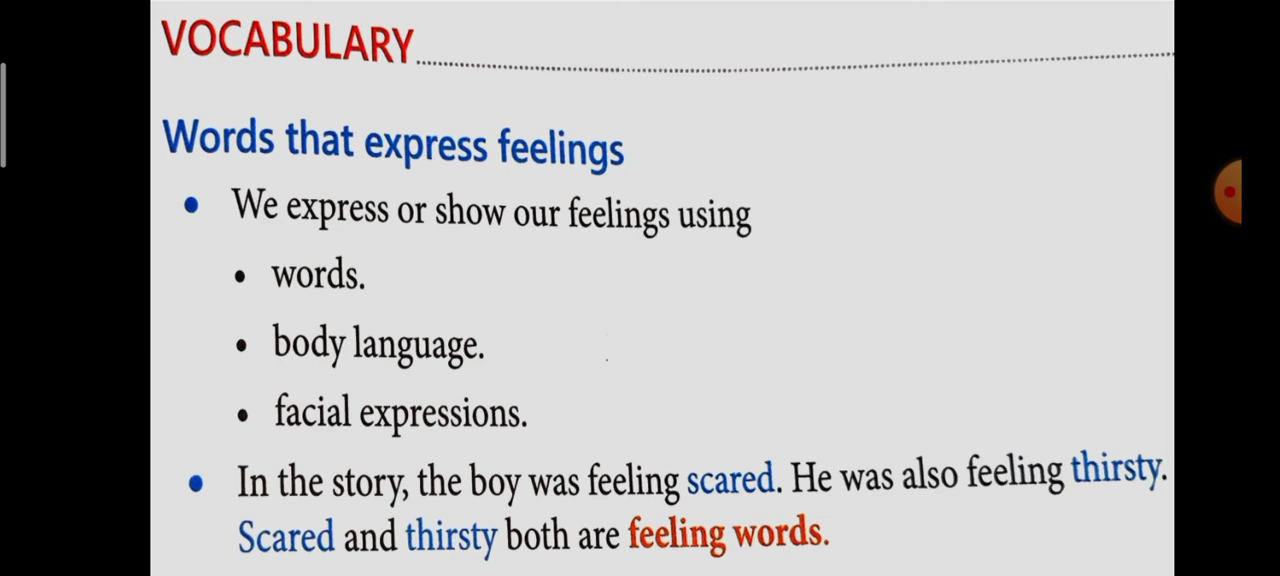 VOCABULARY
Words that express feelings
• We express or show our feelings using
• words.
• body language.
• facial expressions.
• In the story, the boy was feeling scared. He was also feeling thirsty.
Scared and thirsty both are feeling words.